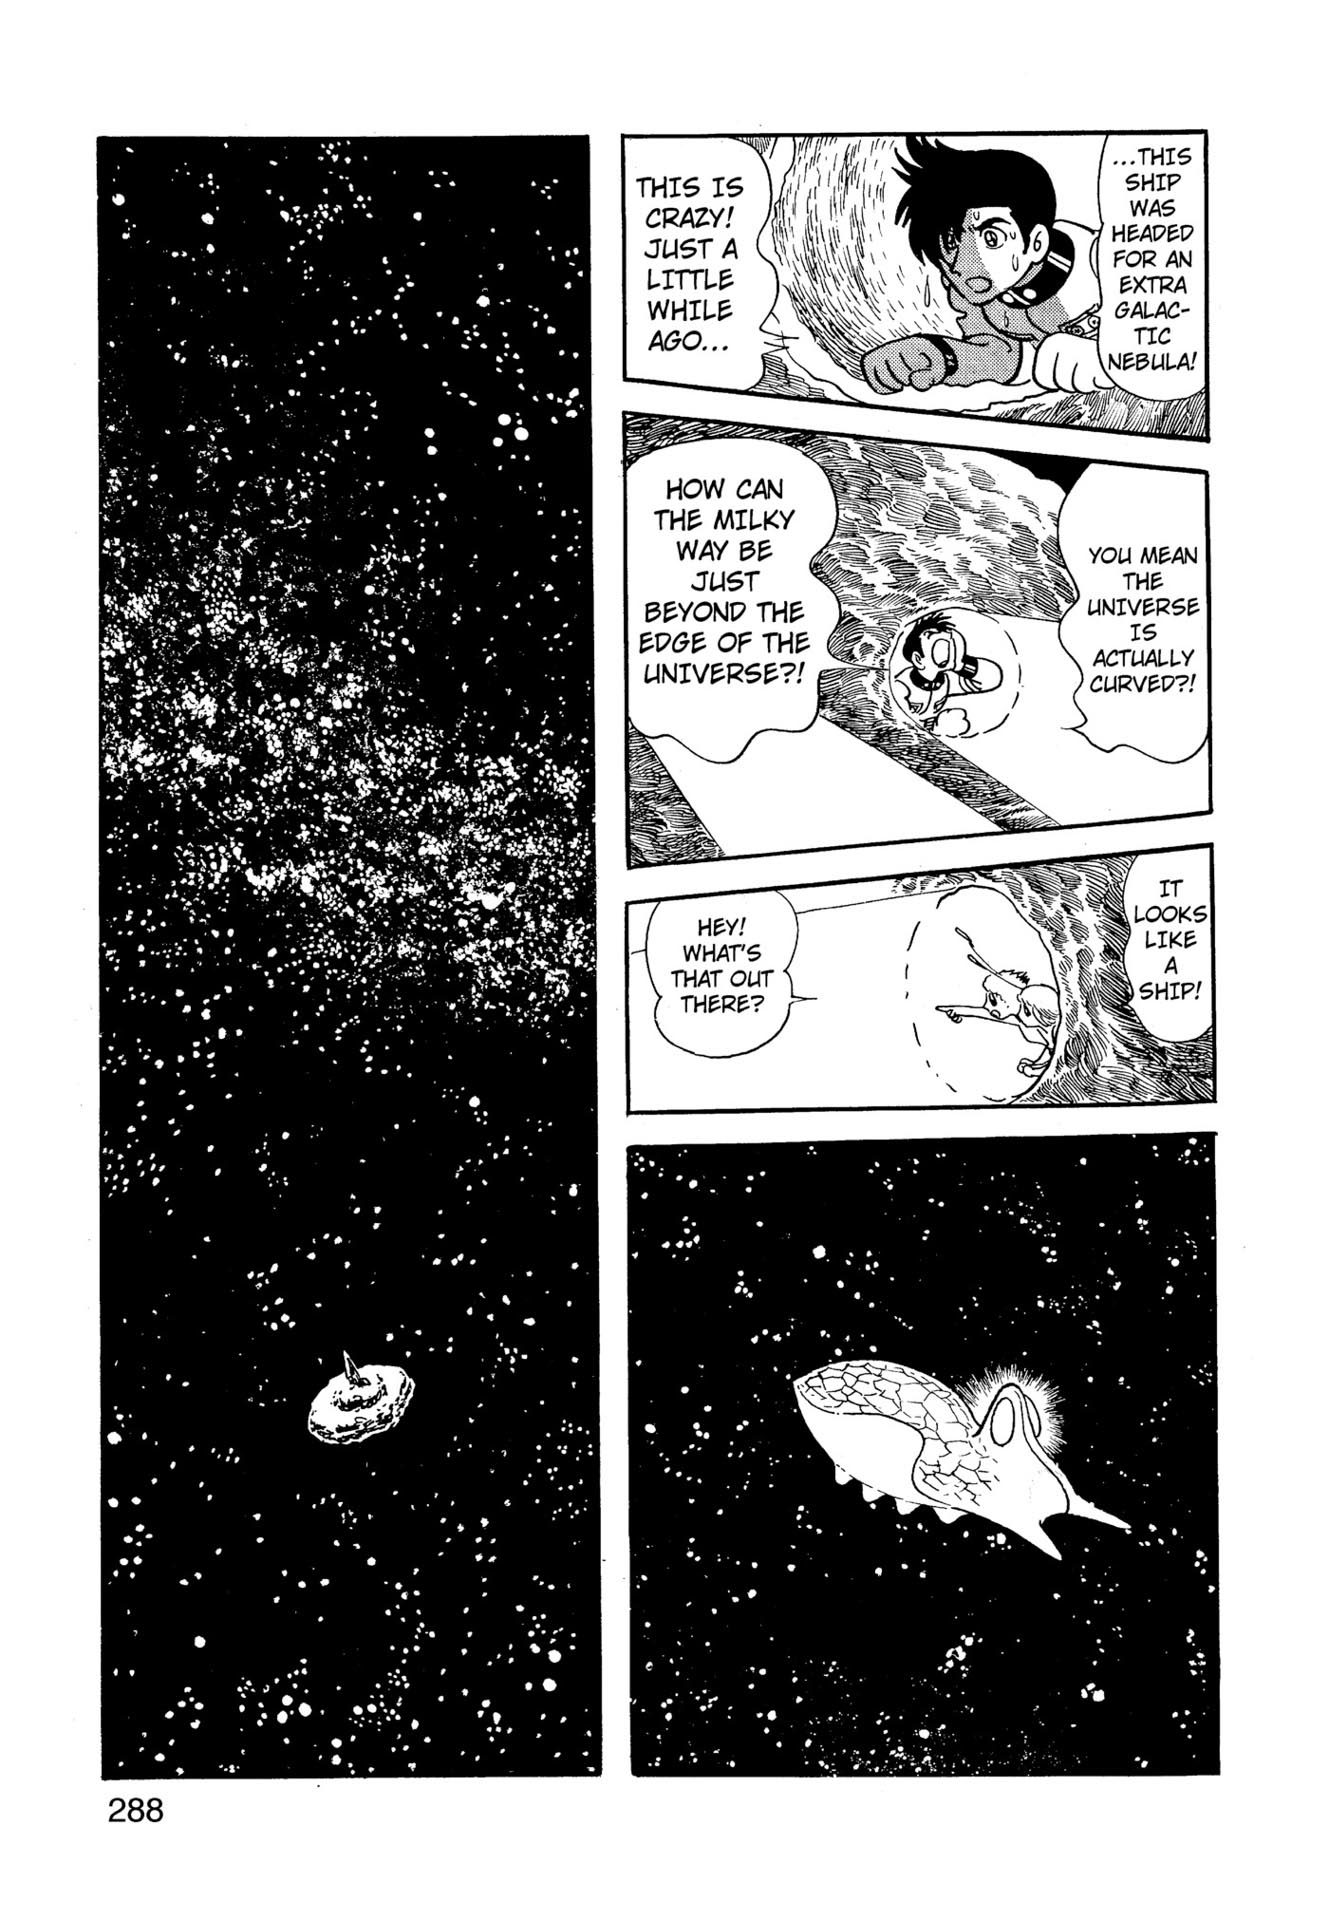 THIS IS
CRAZY!
JUST A
LITTLE
WHILE
AGO...
...THIS
SHIP
WAS
HEADED
FOR AN
EXTRA
GALAC-
TIC
NEBULA!
HOW CAN
THE MILKY
WAY BE
JUST
BEYOND THE
EDGE OF THE
UNIVERSE?!
YOU MEAN
THE
UNIVERSE
IS
ACTUALLY
CURVED?!
HEY!
WHAT'S
THAT OUT
THERE?
IT
LOOKS
LIKE
A
SHIP!
288